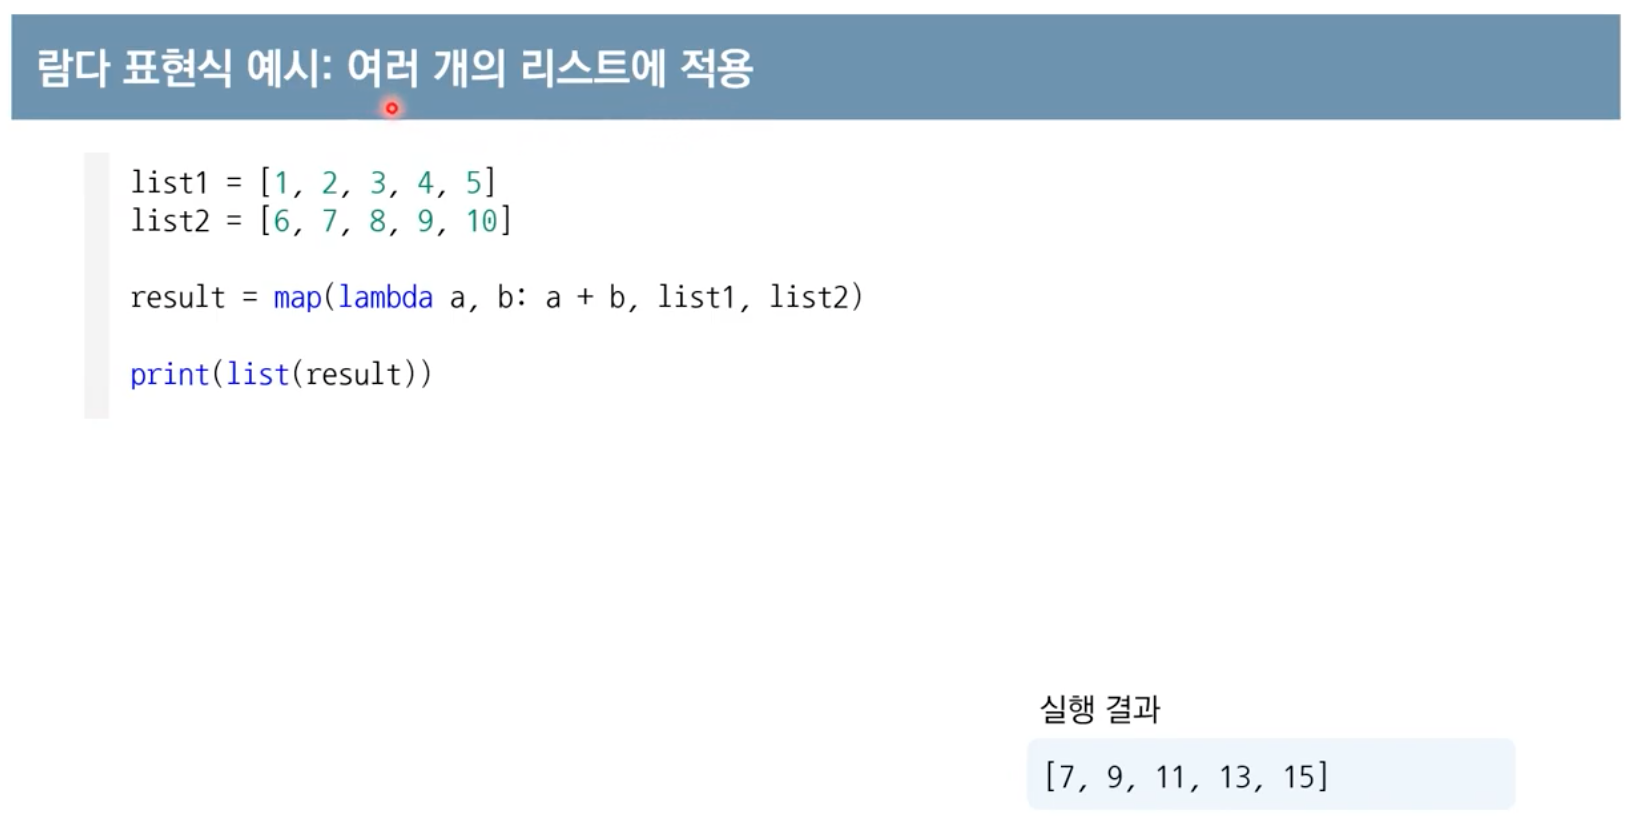 람다 표현식 예시: 여러 개의 리스트에 적용
list1 = [1, 2, 3, 4, 5]
list2 = [6, 7, 8, 9, 10]
result = map(lambda a, b: a + b, list1, list2)
print(list(result))
실행 결과
[7, 9, 11, 13, 15]